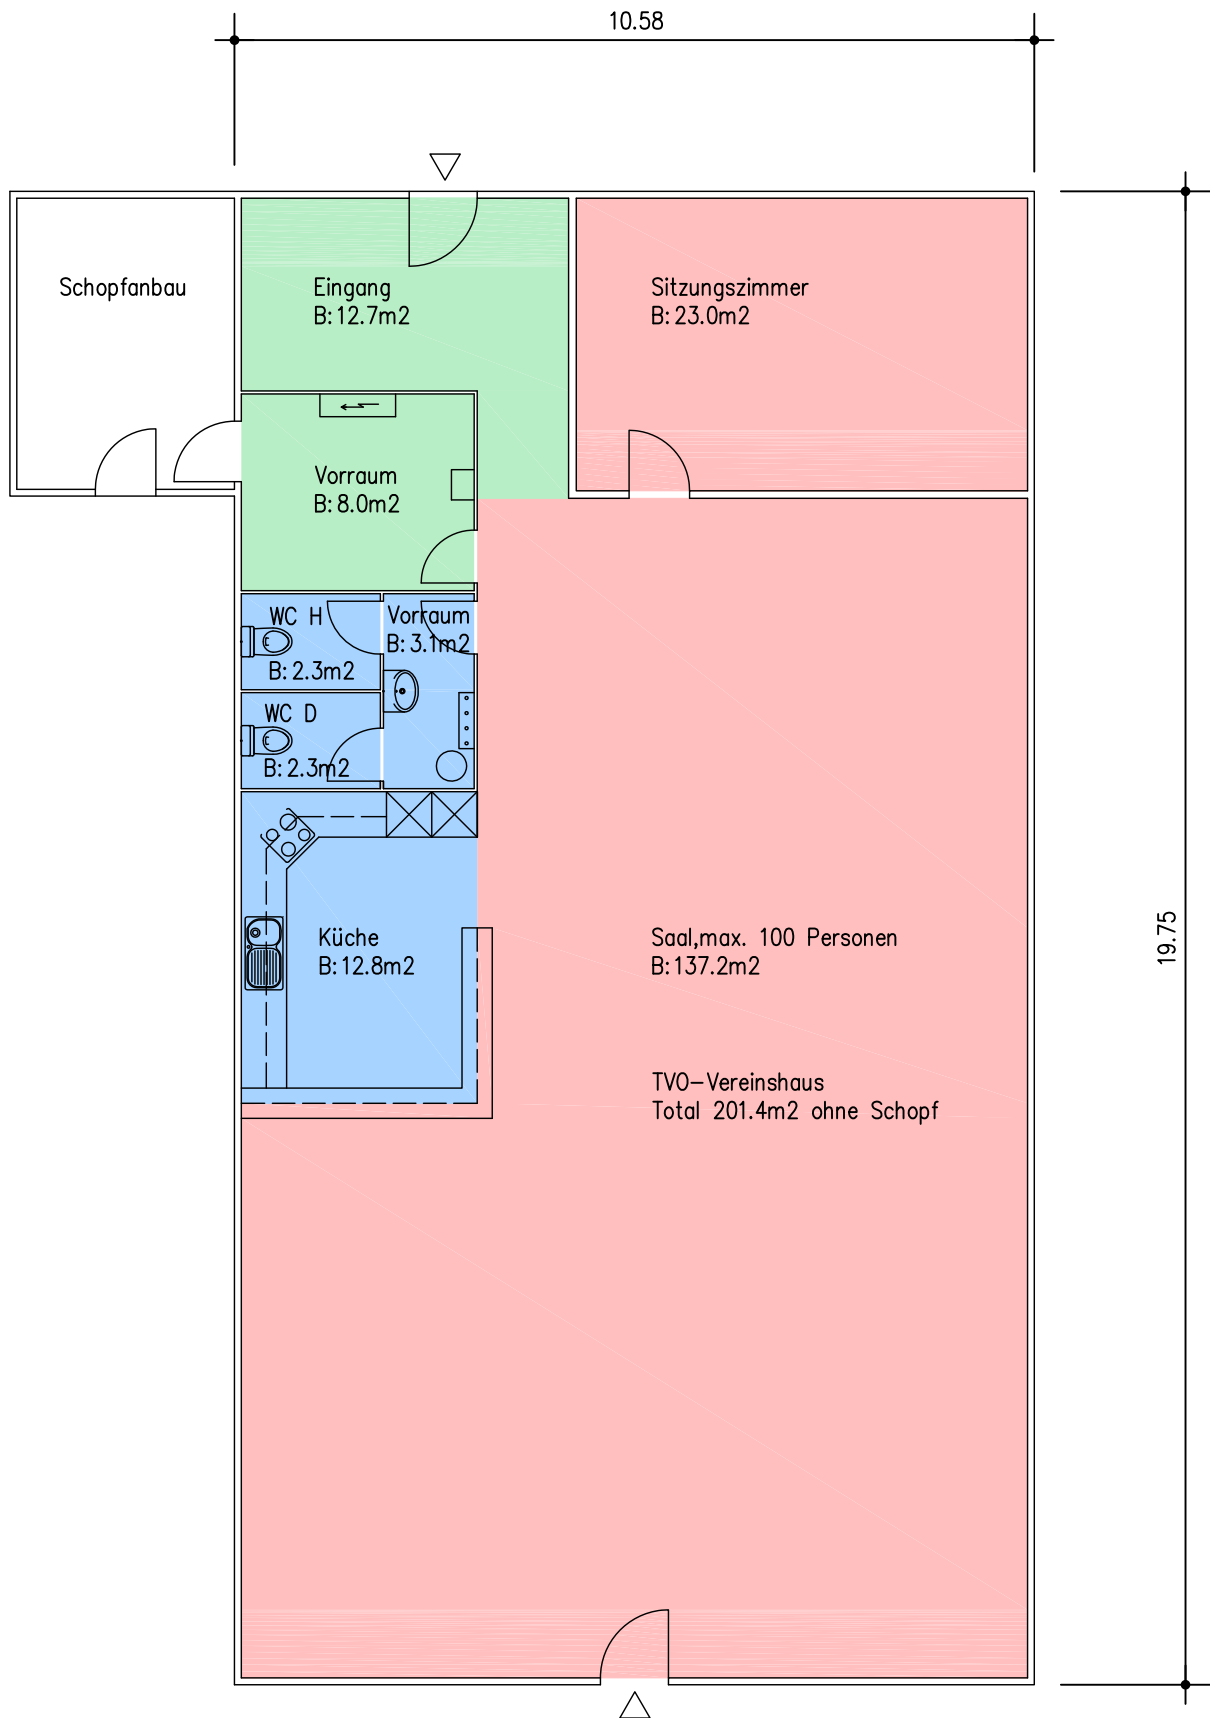 10.58
Schopfanbau
Eingang
B:12.7m2
Sitzungszimmer
B:23.0m2
Vorraum
B:8.0m2
WC H
B:2.3m2
Vorraum
B:3.1m2
WC D
B:2.3m2
Küche
B:12.8m2
Saal,max. 100 Personen
B:137.2m2
19.75
TVO-Vereinshaus
Total 201.4m2 ohne Schopf